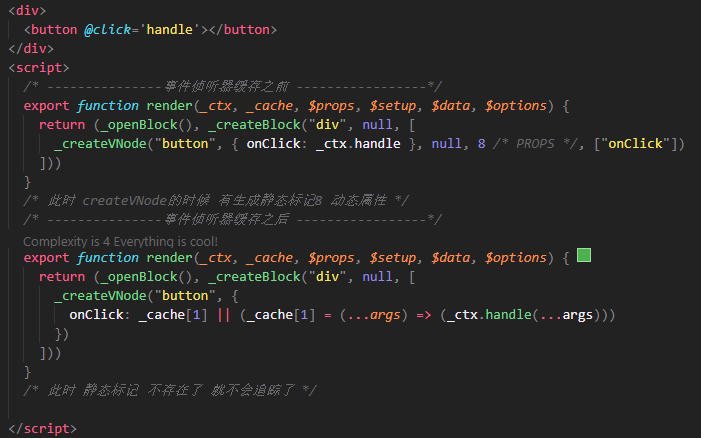 <div>
<button @click='handle'></button>
</div>
<script>
/* ---------------事件侦听器缓存之前 -----------------*/
export function render(_ctx, _cache, $props, $setup, $data, $options) {
return (_openBlock(), _createBlock("div", null, [
_createVNode("button", { onClick: _ctx.handle }, null, 8 /* PROPS */, ["onClick"])
]))
}
/* 此时 createVNode的时候 有生成静态标记8 动态属性 */
/* ---------------事件侦听器缓存之后 -----------------*/
Complexity is 4 Everything is cool!
export function render(_ctx, _cache, $props, $setup, $data, $options) {
return (_openBlock(), _createBlock("div", null, [
_createVNode("button", {
onClick: _cache[1] || (_cache[1] = (...args) => (_ctx.handle(...args)))
})
]))
}
/* 此时 静态标记 不存在了 就不会追踪了 */
</script>